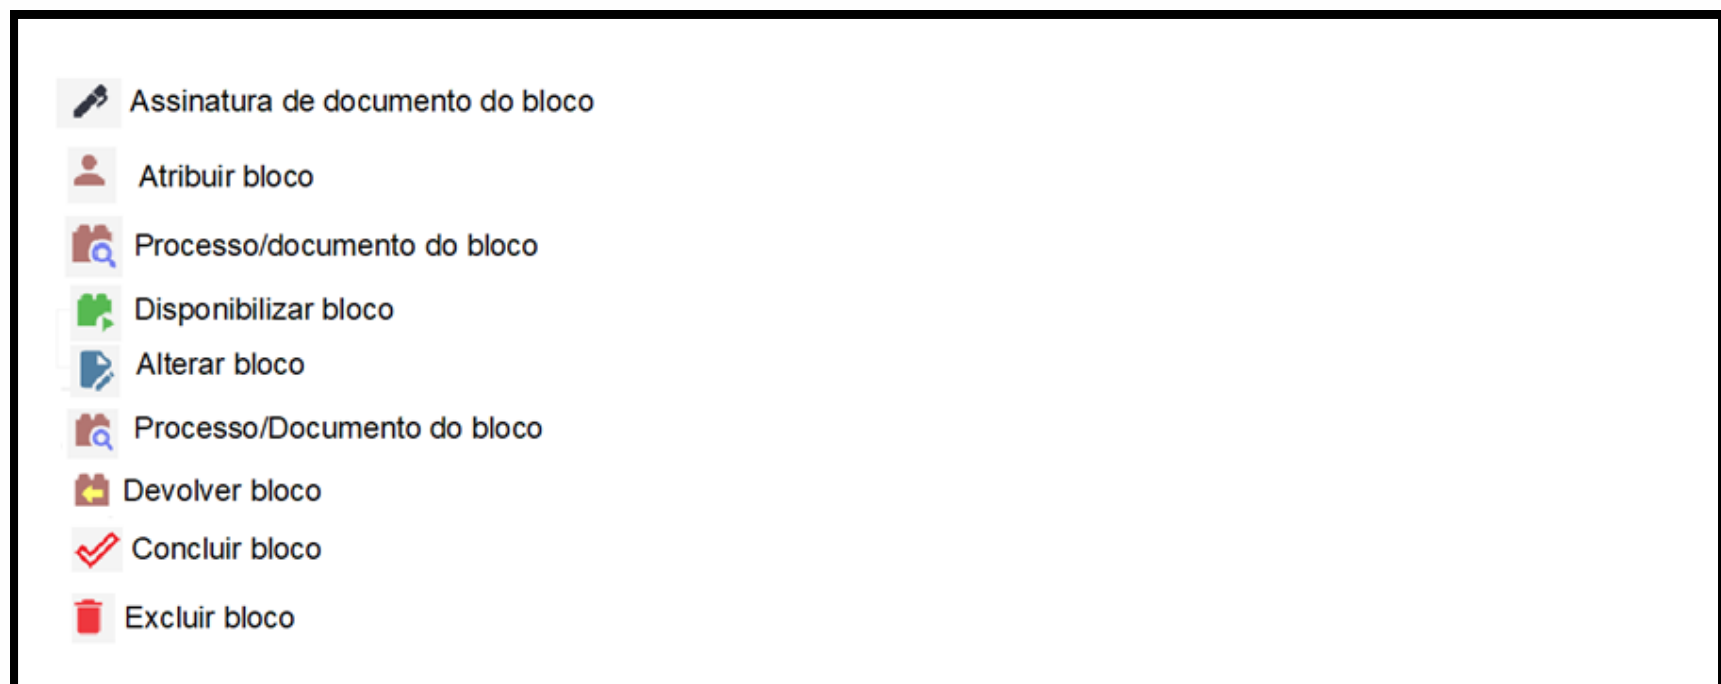 Assinatura de documento do bloco
Atribuir bloco
Processo/documento do bloco
Disponibilizar bloco
Alterar bloco
Processo/Documento do bloco
Devolver bloco
Concluir bloco
Excluir bloco